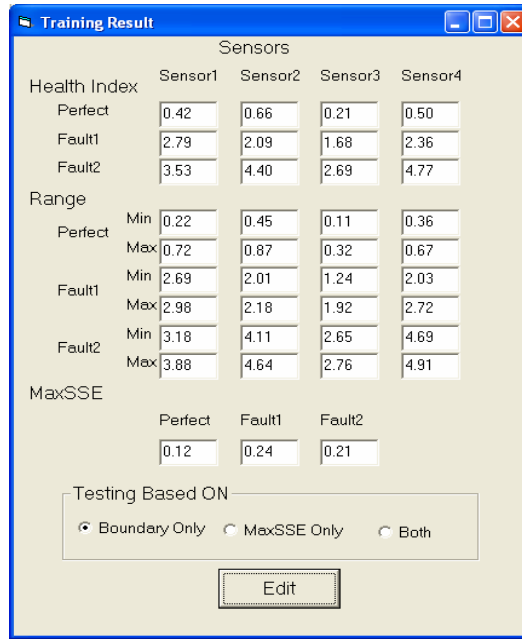 Training Result
Sensors
Sensor1 Sensor2 Sensor3 Sensor4
Health Index
Perfect 0.42 0.66 0.21 0.50
Fault1 2.79 2.09 1.68 2.36
Fault2 3.53 4.40 2.69 4.77
Range
Perfect Min 0.22 0.45 0.11 0.36
Max 0.72 0.87 0.32 0.67
Fault1 Min 2.69 2.01 1.24 2.03
Max 2.98 2.18 1.92 2.72
Fault2 Min 3.18 4.11 2.65 4.69
Max 3.88 4.64 2.76 4.91
MaxSSE
Perfect Fault1 Fault2
0.12 0.24 0.21
Testing Based ON
Boundary Only MaxSSE Only Both
Edit